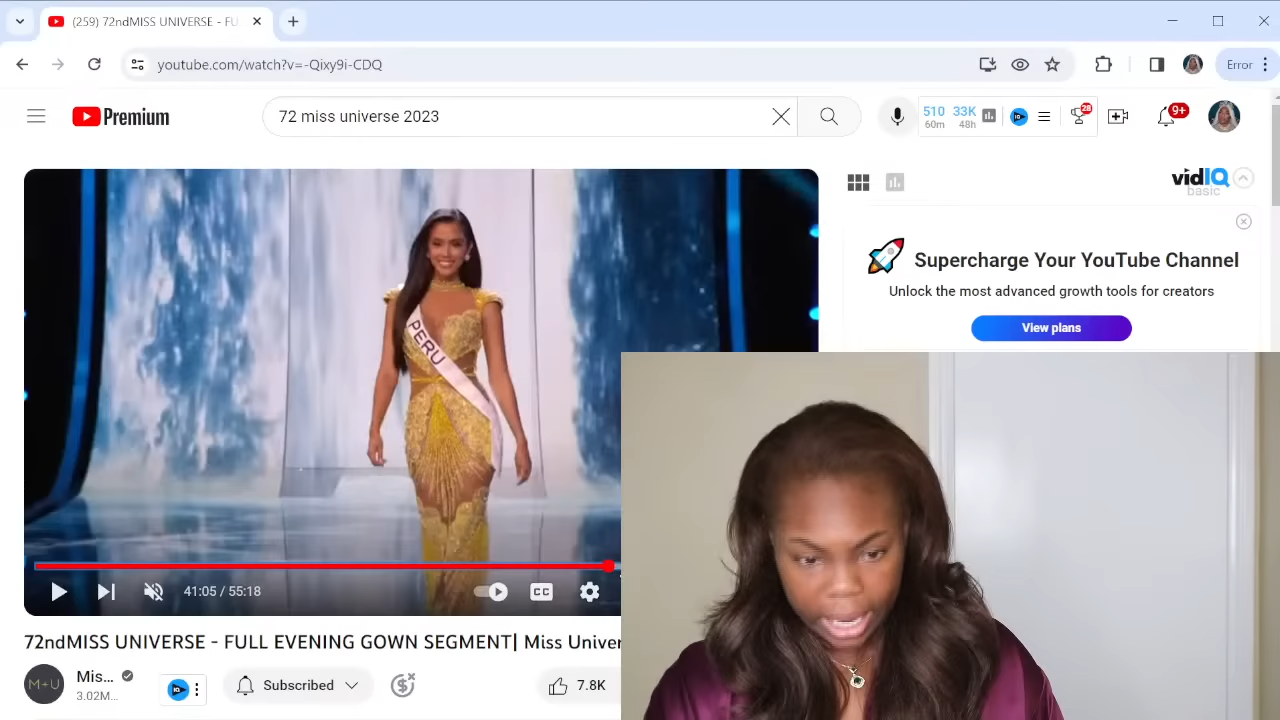 (259) 72ndMISS UNIVERSE - FU
youtube.com/watch?v=-Qixy9i-CDQ
Error
Premium
72 miss universe 2023
510 33K
60m 48h
28
9+
vidIQ
basic
Supercharge Your YouTube Channel
Unlock the most advanced growth tools for creators
View plans
PERU
41:05 / 55:18
CC
72ndMISS UNIVERSE - FULL EVENING GOWN SEGMENT| Miss Univer
M+U
Mis...
3.02M...
Subscribed
7.8K